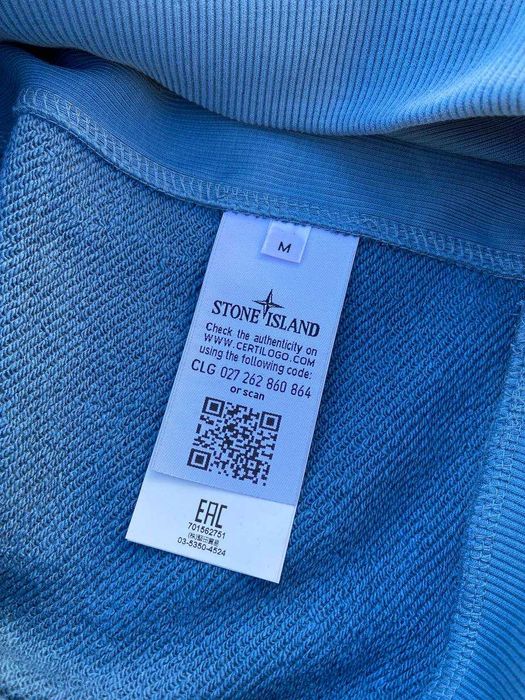 M
STONE ISLAND
Check the authenticity on
WWW.CERTILOGO.COM
using the following code:
CLG 027 262 860 864
or scan
EAC
701562751
03-5350-4524